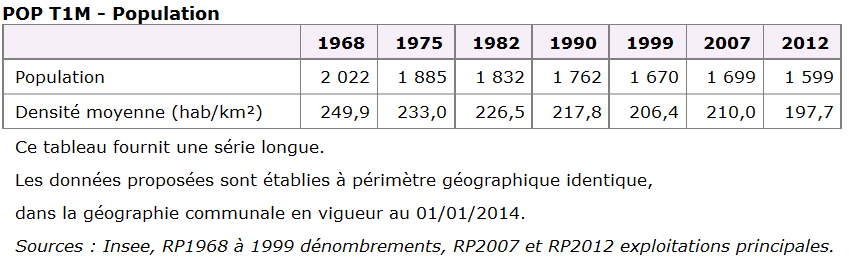 POP T1M - Population
1968 1975 1982 1990 1999 2007 2012
Population 2 022 1 885 1 832 1 762 1 670 1 699 1 599
Densité moyenne (hab/km²) 249,9 233,0 226,5 217,8 206,4 210,0 197,7
Ce tableau fournit une série longue.
Les données proposées sont établies à périmètre géographique identique,
dans la géographie communale en vigueur au 01/01/2014.
Sources : Insee, RP1968 à 1999 dénombrements, RP2007 et RP2012 exploitations principales.